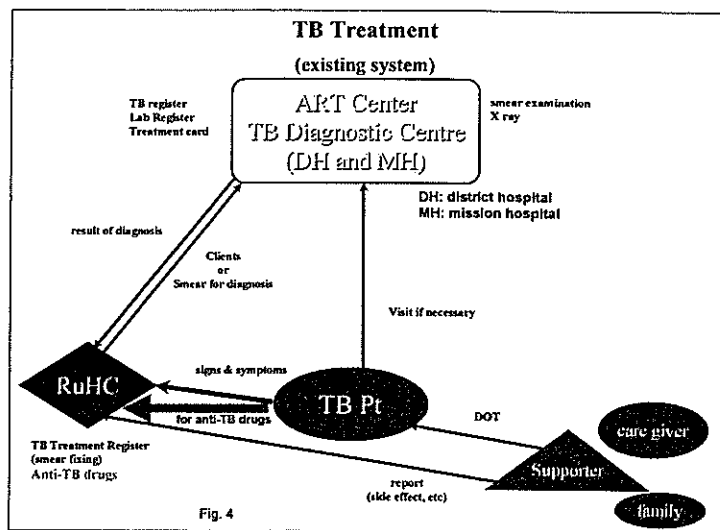 TB Treatment
(existing system)
TB register
Lab Register
Treatment card
ART Center
TB Diagnostic Centre
(DH and MH)
smear examination
X ray
DH: district hospital
MH: mission hospital
result of diagnosis
Clients
or
Smear for diagnosis
Visit if necessary
signs & symptoms
RuHC
TB Pt
for anti-TB drugs
DOT
care giver
TB Treatment Register
(smear fixing)
Anti-TB drugs
Supporter
report
(side effect, etc)
family
Fig. 4